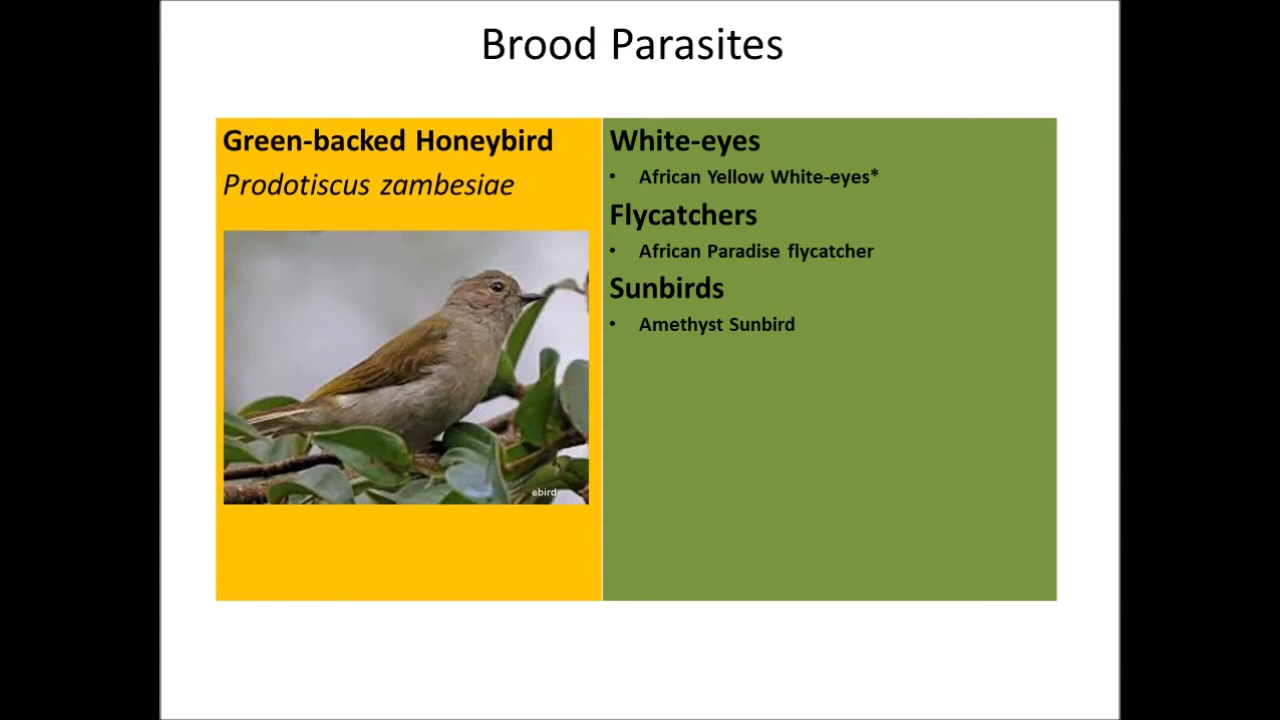 Brood Parasites
Green-backed Honeybird
Prodotiscus zambesiae
ebird
White-eyes
• African Yellow White-eyes*
Flycatchers
• African Paradise flycatcher
Sunbirds
• Amethyst Sunbird